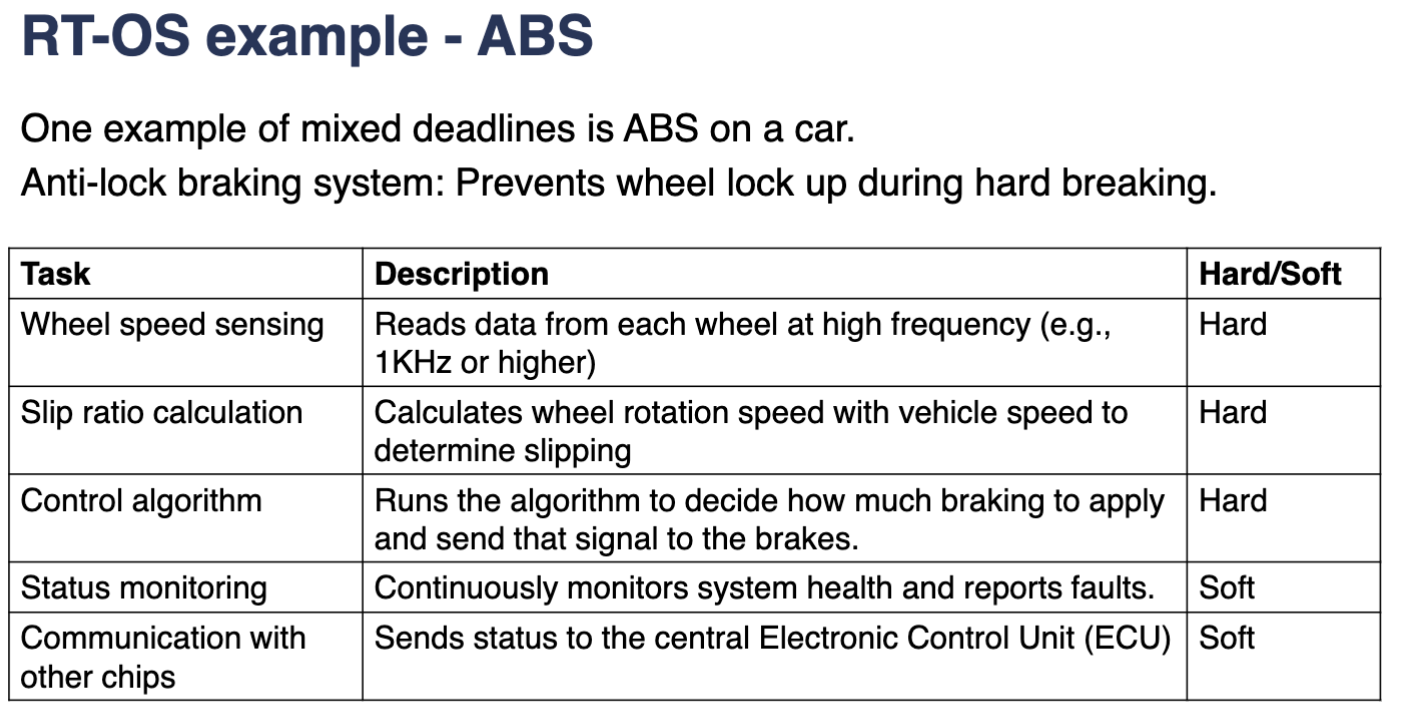 RT-OS example - ABS
One example of mixed deadlines is ABS on a car.
Anti-lock braking system: Prevents wheel lock up during hard breaking.
Task Description Hard/Soft
Wheel speed sensing Reads data from each wheel at high frequency (e.g., Hard
1KHz or higher)
Slip ratio calculation Calculates wheel rotation speed with vehicle speed to Hard
determine slipping
Control algorithm Runs the algorithm to decide how much braking to apply Hard
and send that signal to the brakes.
Status monitoring Continuously monitors system health and reports faults. Soft
Communication with Sends status to the central Electronic Control Unit (ECU) Soft
other chips